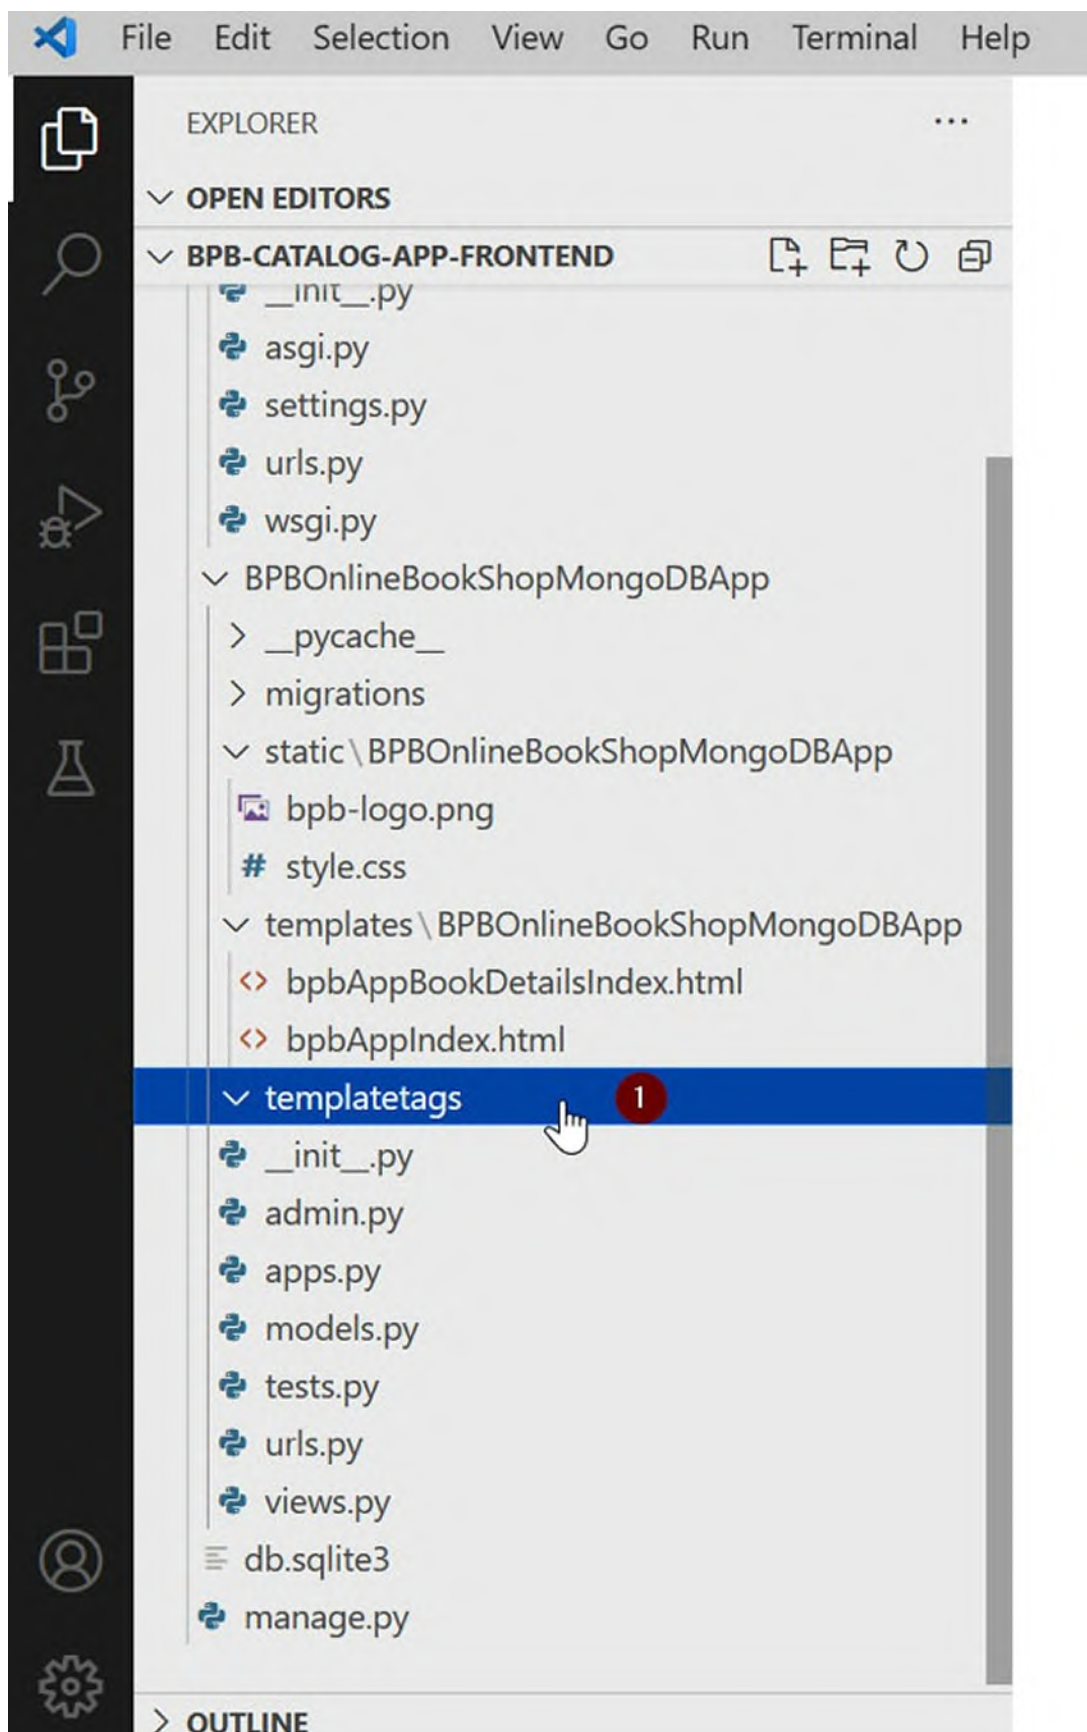 File Edit Selection View Go Run Terminal Help
EXPLORER ...
OPEN EDITORS
BPB-CATALOG-APP-FRONTEND
__init__.py
asgi.py
settings.py
urls.py
wsgi.py
BPBOnlineBookShopMongoDBApp
__pycache__
migrations
static\BPBOnlineBookShopMongoDBApp
bpb-logo.png
# style.css
templates\BPBOnlineBookShopMongoDBApp
<> bpbAppBookDetailsIndex.html
<> bpbAppIndex.html
templatetags 1
__init__.py
admin.py
apps.py
models.py
tests.py
urls.py
views.py
db.sqlite3
manage.py
OUTLINE